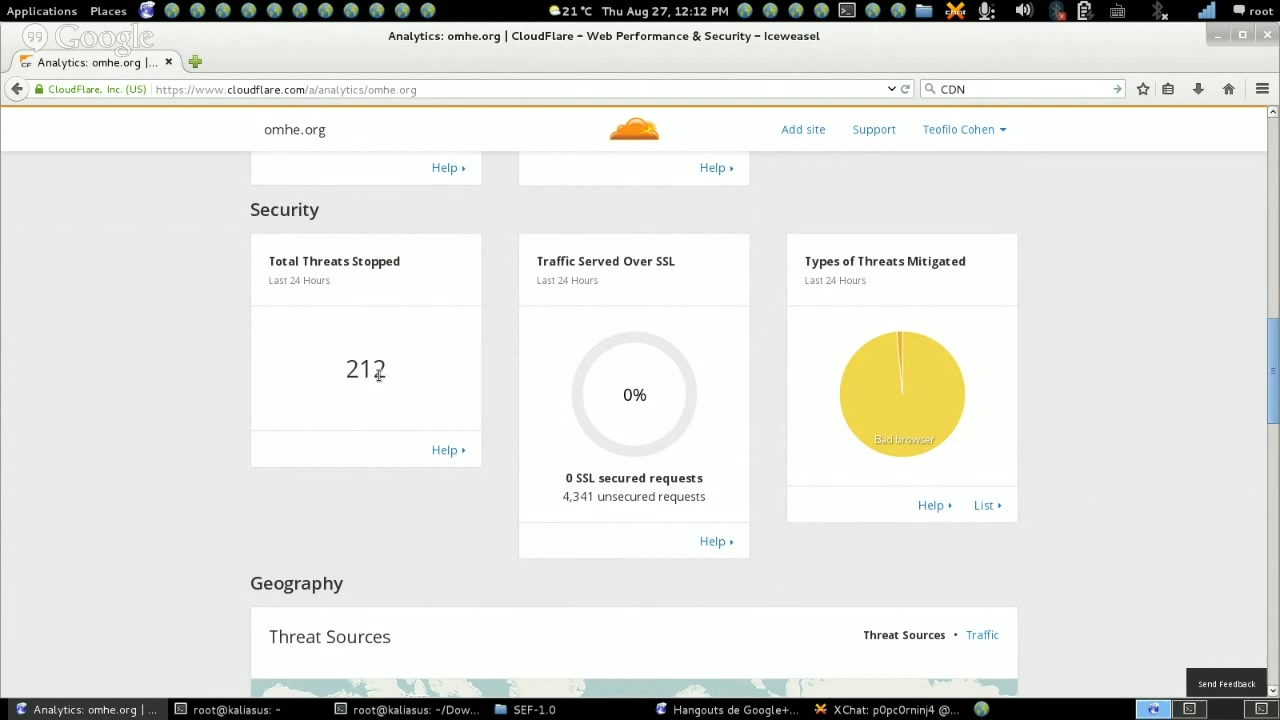 Applications Places 21 °C Thu Aug 27, 12:12 PM root
Google
Analytics: omhe.org | CloudFlare – Web Performance & Security – Iceweasel
Analytics: omhe.org |...
CloudFlare, Inc. (US) https://www.cloudflare.com/a/analytics/omhe.org CDN
omhe.org Add site Support Teofilo Cohen
Help Help
Security
Total Threats Stopped
Last 24 Hours
212
Help
Traffic Served Over SSL
Last 24 Hours
0%
0 SSL secured requests
4,341 unsecured requests
Help
Types of Threats Mitigated
Last 24 Hours
Bad browser
Help List
Geography
Threat Sources Threat Sources • Traffic
Send Feedback
Analytics: omhe.org | ... root@kaliasus: ~ root@kaliasus: ~/Dow... SEF-1.0 Hangouts de Google+... XChat: p0pc0rninj4 @...